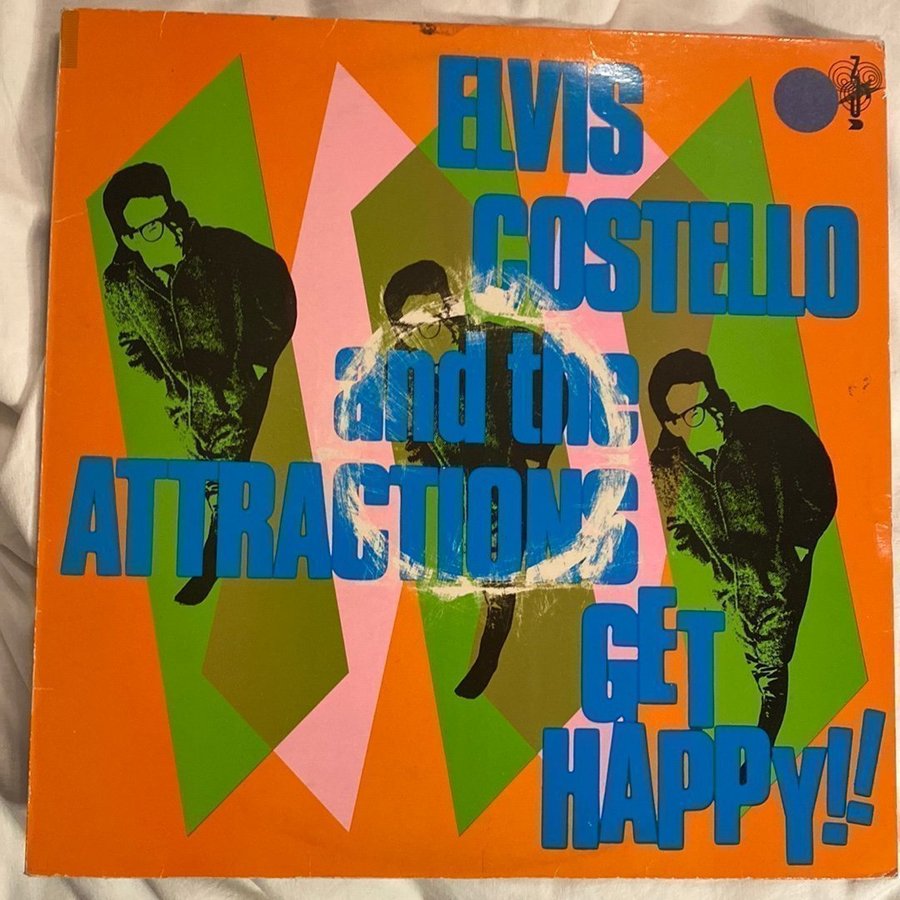 ELVIS
COSTELLO
and the
ATTRACTIONS
GET
HAPPY!!